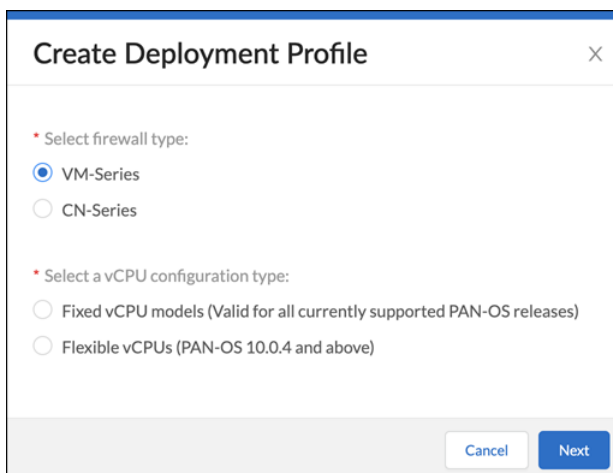 Create Deployment Profile
* Select firewall type:
VM-Series
CN-Series
* Select a vCPU configuration type:
Fixed vCPU models (Valid for all currently supported PAN-OS releases)
Flexible vCPUs (PAN-OS 10.0.4 and above)
Cancel Next